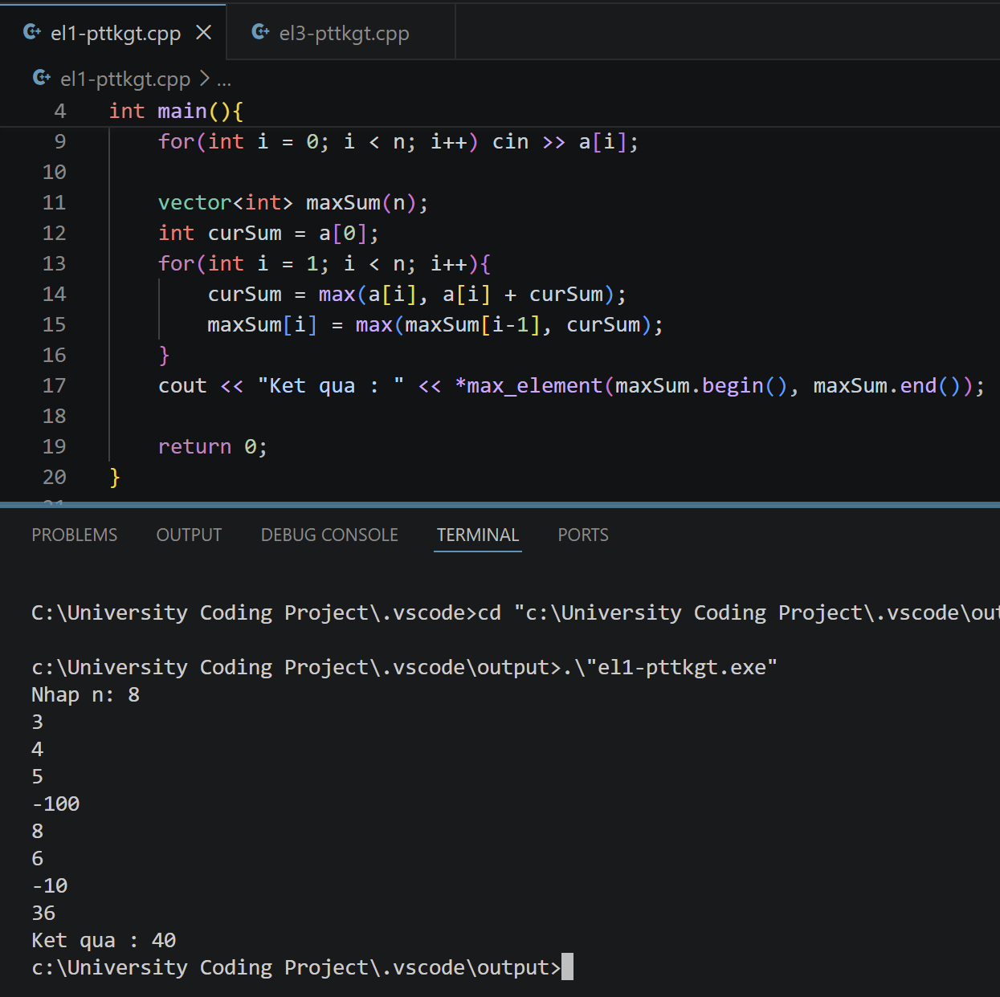 el1-pttkgt.cpp
el3-pttkgt.cpp
el1-pttkgt.cpp > ...
4 int main(){
9 for(int i = 0; i < n; i++) cin >> a[i];
10
11 vector<int> maxSum(n);
12 int curSum = a[0];
13 for(int i = 1; i < n; i++){
14 curSum = max(a[i], a[i] + curSum);
15 maxSum[i] = max(maxSum[i-1], curSum);
16 }
17 cout << "Ket qua : " << *max_element(maxSum.begin(), maxSum.end());
18
19 return 0;
20 }
PROBLEMS OUTPUT DEBUG CONSOLE TERMINAL PORTS
C:\University Coding Project\.vscode>cd "c:\University Coding Project\.vscode\out
c:\University Coding Project\.vscode\output>.\"el1-pttkgt.exe"
Nhap n: 8
3
4
5
-100
8
6
-10
36
Ket qua : 40
c:\University Coding Project\.vscode\output>